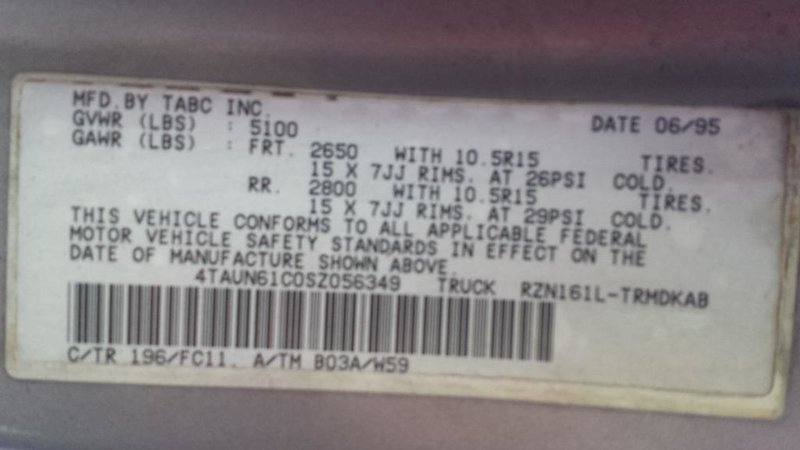 MFD.BY TABC INC. DATE 06/95
GVWR (LBS) : 5100
GAWR (LBS) : FRT. 2650 WITH 10.5R15 TIRES.
15 X 7JJ RIMS. AT 26PSI COLD.
RR. 2800 WITH 10.5R15 TIRES.
15 X 7JJ RIMS. AT 29PSI COLD.
THIS VEHICLE CONFORMS TO ALL APPLICABLE FEDERAL
MOTOR VEHICLE SAFETY STANDARDS IN EFFECT ON THE
DATE OF MANUFACTURE SHOWN ABOVE.
4TAUN61C0SZ056349 TRUCK RZN161L-TRMDKAB
C/TR 196/FC11. A/TM B03A/W59